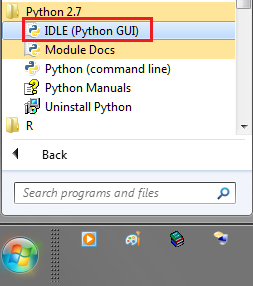 Python 2.7
IDLE (Python GUI)
Module Docs
Python (command line)
Python Manuals
Uninstall Python
R
Back
Search programs and files